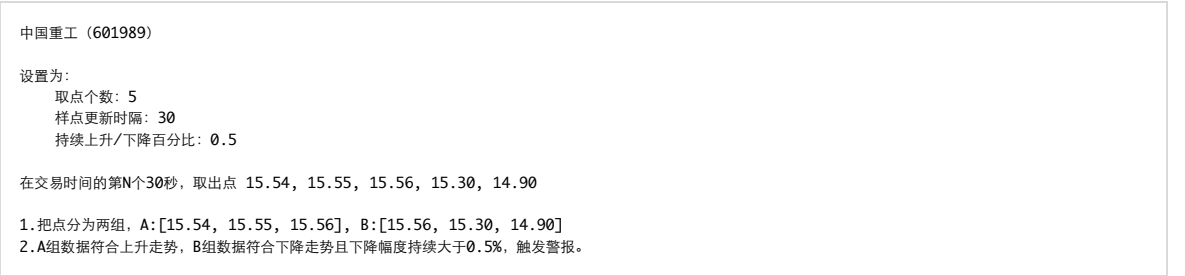 中国重工（601989）
设置为：
取点个数：5
样点更新时隔：30
持续上升/下降百分比：0.5
在交易时间的第N个30秒，取出点 15.54, 15.55, 15.56, 15.30, 14.90
1.把点分为两组，A:[15.54, 15.55, 15.56]，B:[15.56, 15.30, 14.90]
2.A组数据符合上升走势，B组数据符合下降走势且下降幅度持续大于0.5%，触发警报。